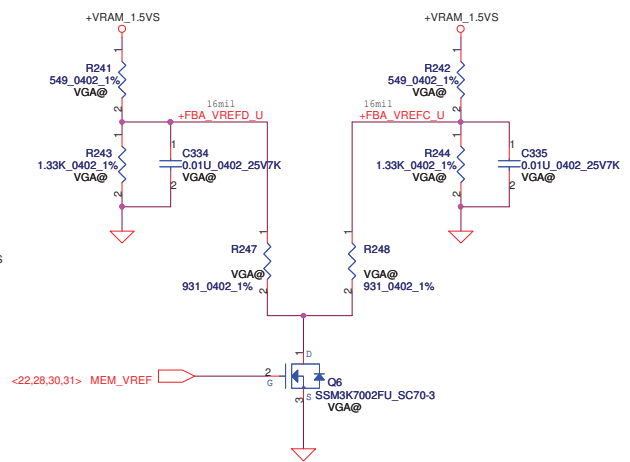 +VRAM_1.5VS
+VRAM_1.5VS
1
R241
549_0402_1%
VGA@
2
1
R242
549_0402_1%
VGA@
2
16mil
+FBA_VREFD_U
16mil
+FBA_VREFC_U
1
R243
1.33K_0402_1%
VGA@
2
1
C334
0.01U_0402_25V7K
VGA@
2
1
R244
1.33K_0402_1%
VGA@
2
1
C335
0.01U_0402_25V7K
VGA@
2
S
1
R247
VGA@
931_0402_1%
2
1
R248
VGA@
931_0402_1%
2
1
D
<22,28,30,31> MEM_VREF
2
G
Q6
S
SSM3K7002FU_SC70-3
3
VGA@